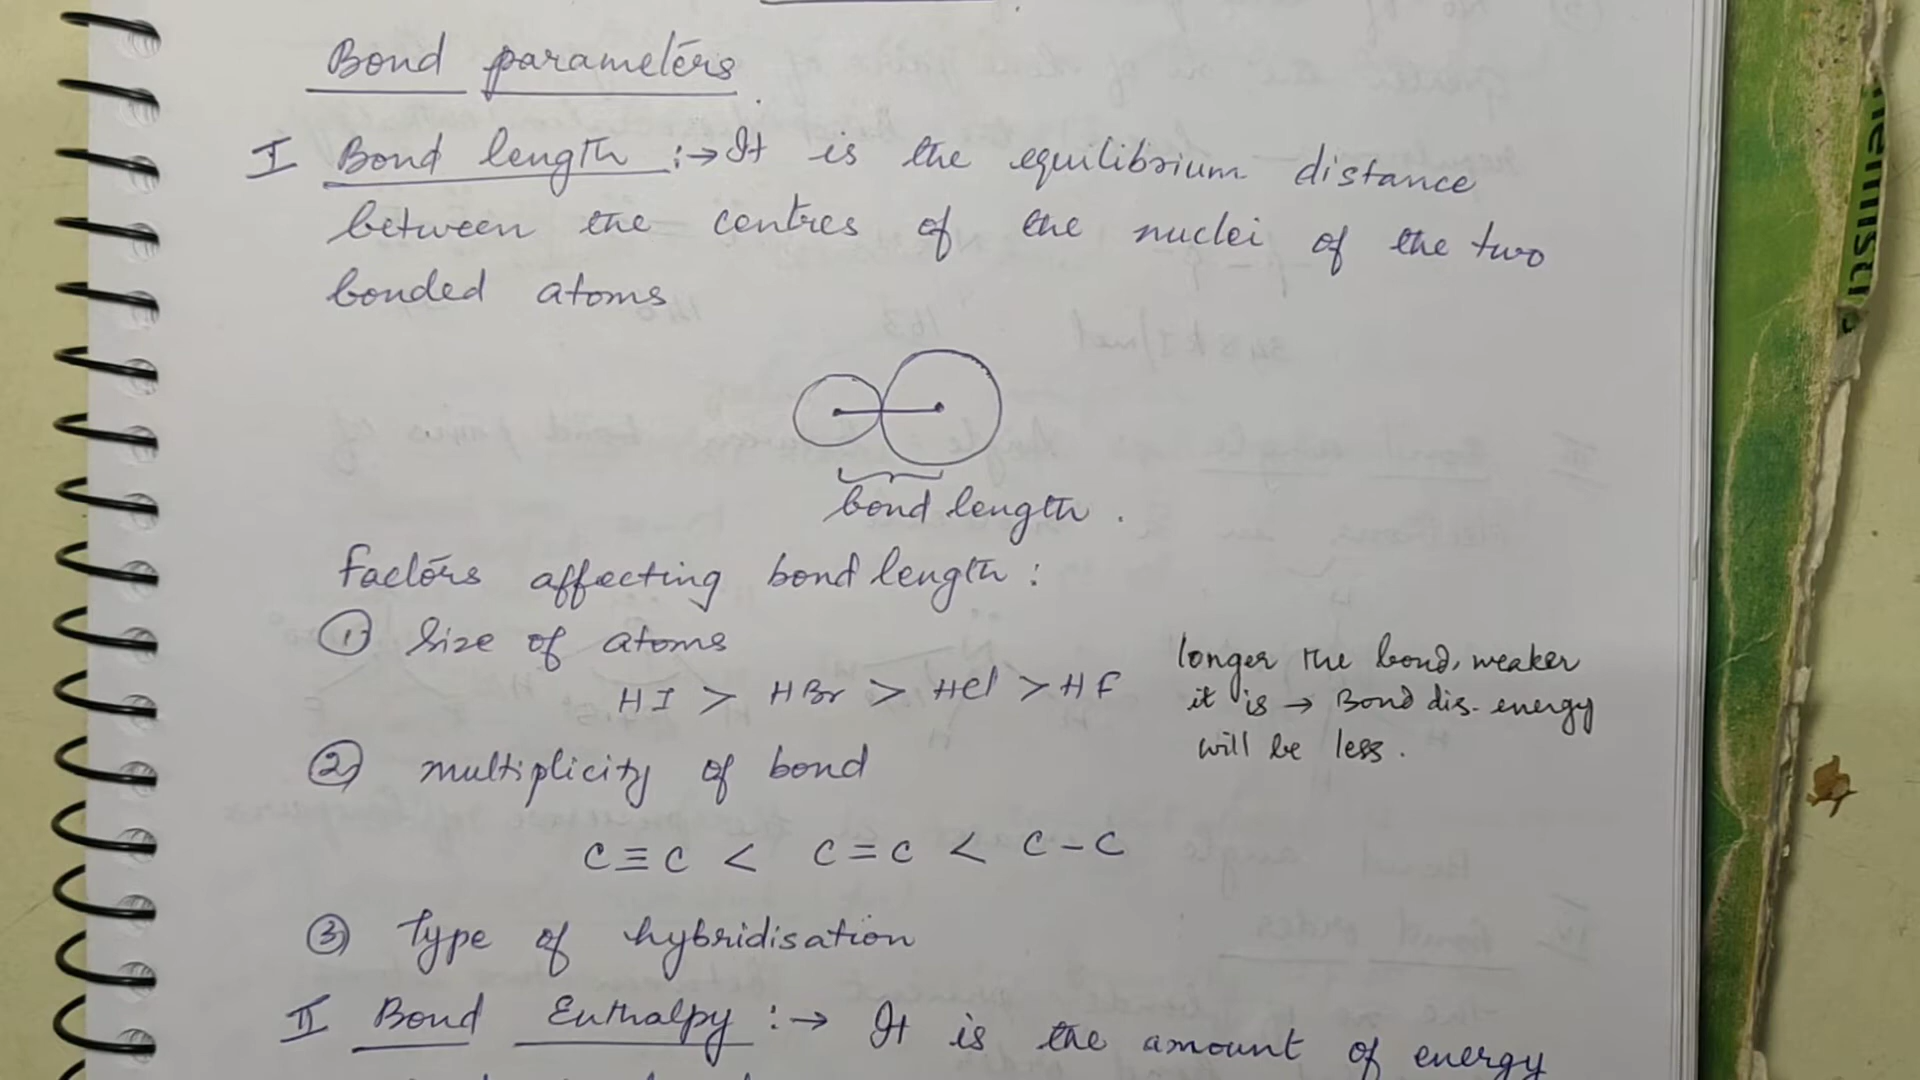 Bond parameters.
I Bond length :→ It is the equilibrium distance
between the centres of the nuclei of the two
bonded atoms
bond length.
Factors affecting bond length :
① Size of atoms
HI > HBr > HCl > HF
longer the bond, weaker
it is → Bond dis. energy
will be less.
② multiplicity of bond
C≡C < C=C < C-C
③ Type of hybridisation
II Bond Enthalpy :→ It is the amount of energy